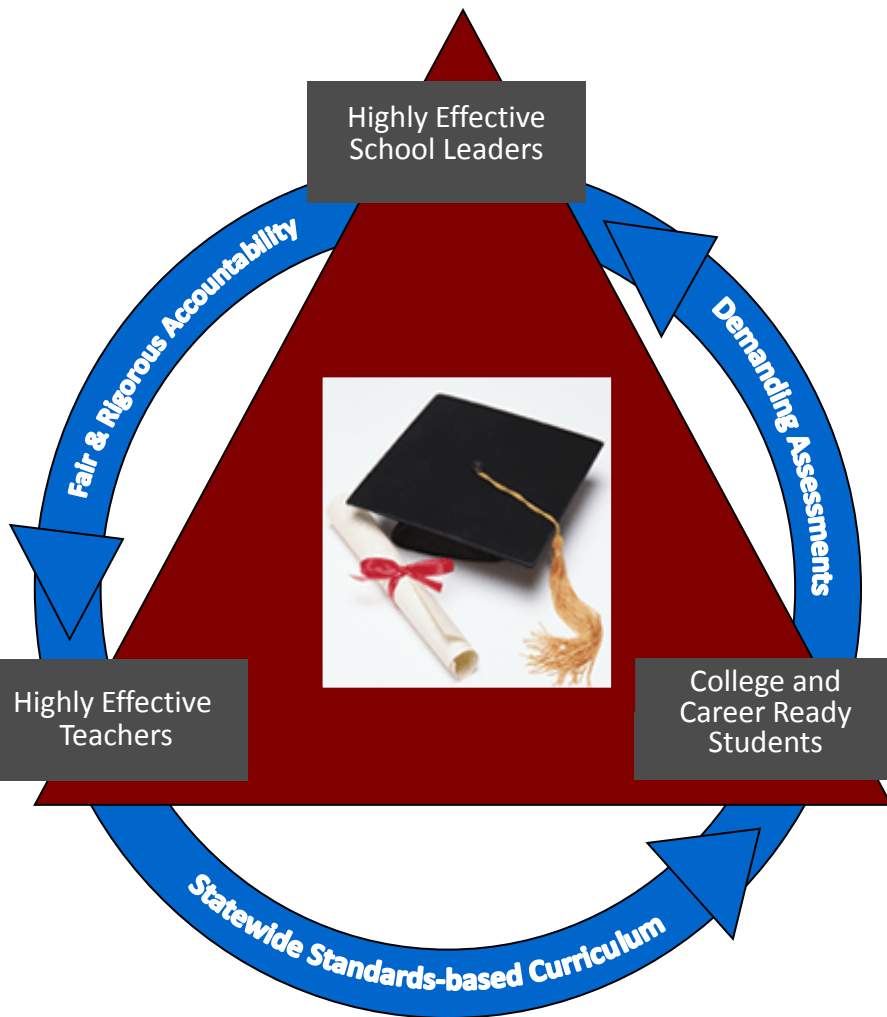 Highly Effective
School Leaders
Fair & Rigorous Accountability
Demanding Assessments
Highly Effective
Teachers
College and
Career Ready
Students
Statewide Standards-based Curriculum